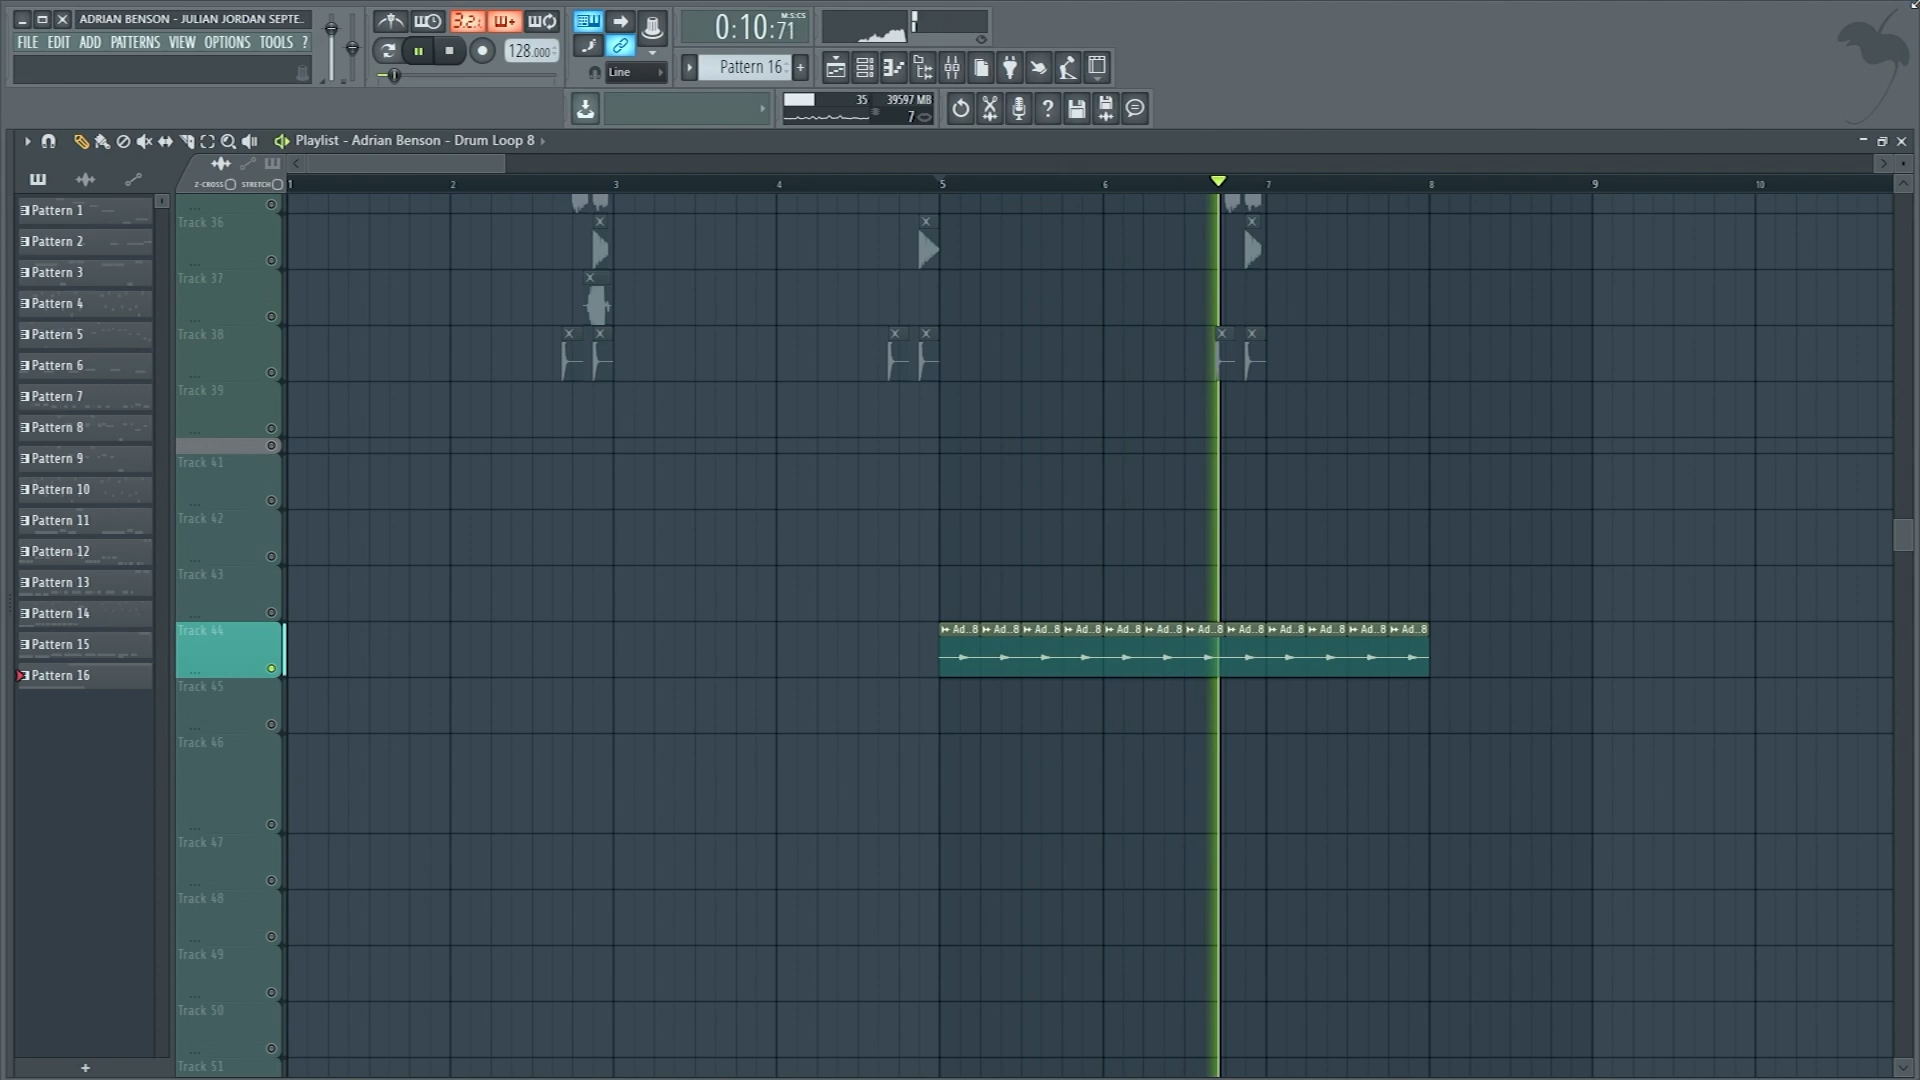 ADRIAN BENSON - JULIAN JORDAN SEPTE..
FILE EDIT ADD PATTERNS VIEW OPTIONS TOOLS ?
3.2.
128.000
Line
0:10:71
M:S:CS
Pattern 16
35 39597 MB
7
Playlist - Adrian Benson - Drum Loop 8
Z-CROSS STRETCH
1 2 3 4 5 6 7 8 9 10
Pattern 1
Pattern 2
Pattern 3
Pattern 4
Pattern 5
Pattern 6
Pattern 7
Pattern 8
Pattern 9
Pattern 10
Pattern 11
Pattern 12
Pattern 13
Pattern 14
Pattern 15
Pattern 16
Track 36
Track 37
Track 38
Track 39
Track 41
Track 42
Track 43
Track 44
Ad..8 Ad..8 Ad..8 Ad..8 Ad..8 Ad..8 Ad..8 Ad..8 Ad..8 Ad..8 Ad..8 Ad..8
Track 45
Track 46
Track 47
Track 48
Track 49
Track 50
Track 51